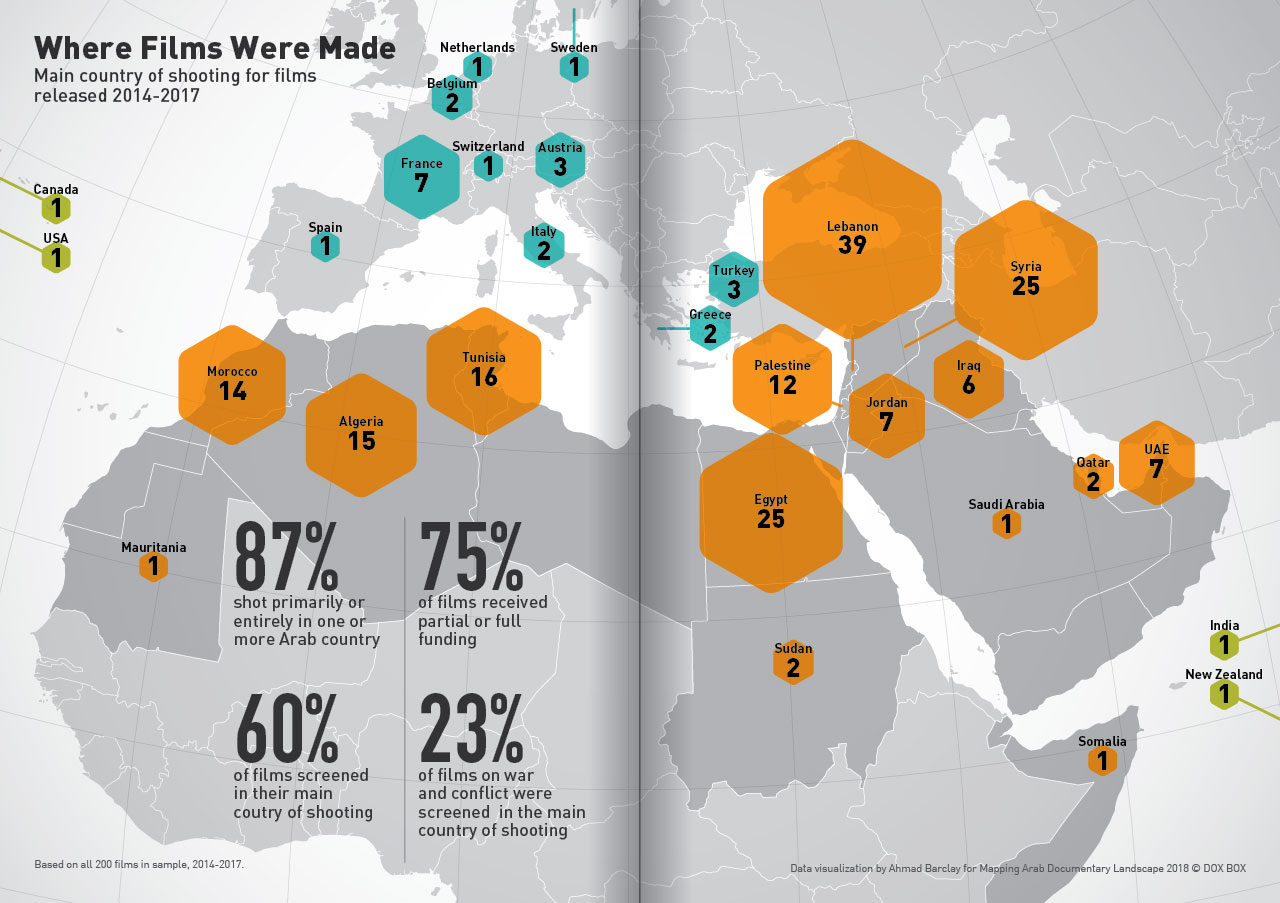 Where Films Were Made
Main country of shooting for films
released 2014-2017
Netherlands
1
Sweden
1
Belgium
2
France
7
Switzerland
1
Austria
3
Canada
1
USA
1
Spain
1
Italy
2
Turkey
3
Greece
2
Lebanon
39
Syria
25
Morocco
14
Algeria
15
Tunisia
16
Palestine
12
Jordan
7
Iraq
6
Qatar
2
UAE
7
Egypt
25
Saudi Arabia
1
Mauritania
1
Sudan
2
Somalia
1
India
1
New Zealand
1
87%
shot primarily or
entirely in one or
more Arab country
75%
of films received
partial or full
funding
60%
of films screened
in their main
coutry of shooting
23%
of films on war
and conflict were
screened in the main
country of shooting
Based on all 200 films in sample, 2014-2017.
Data visualization by Ahmad Barclay for Mapping Arab Documentary Landscape 2018 © DOX BOX